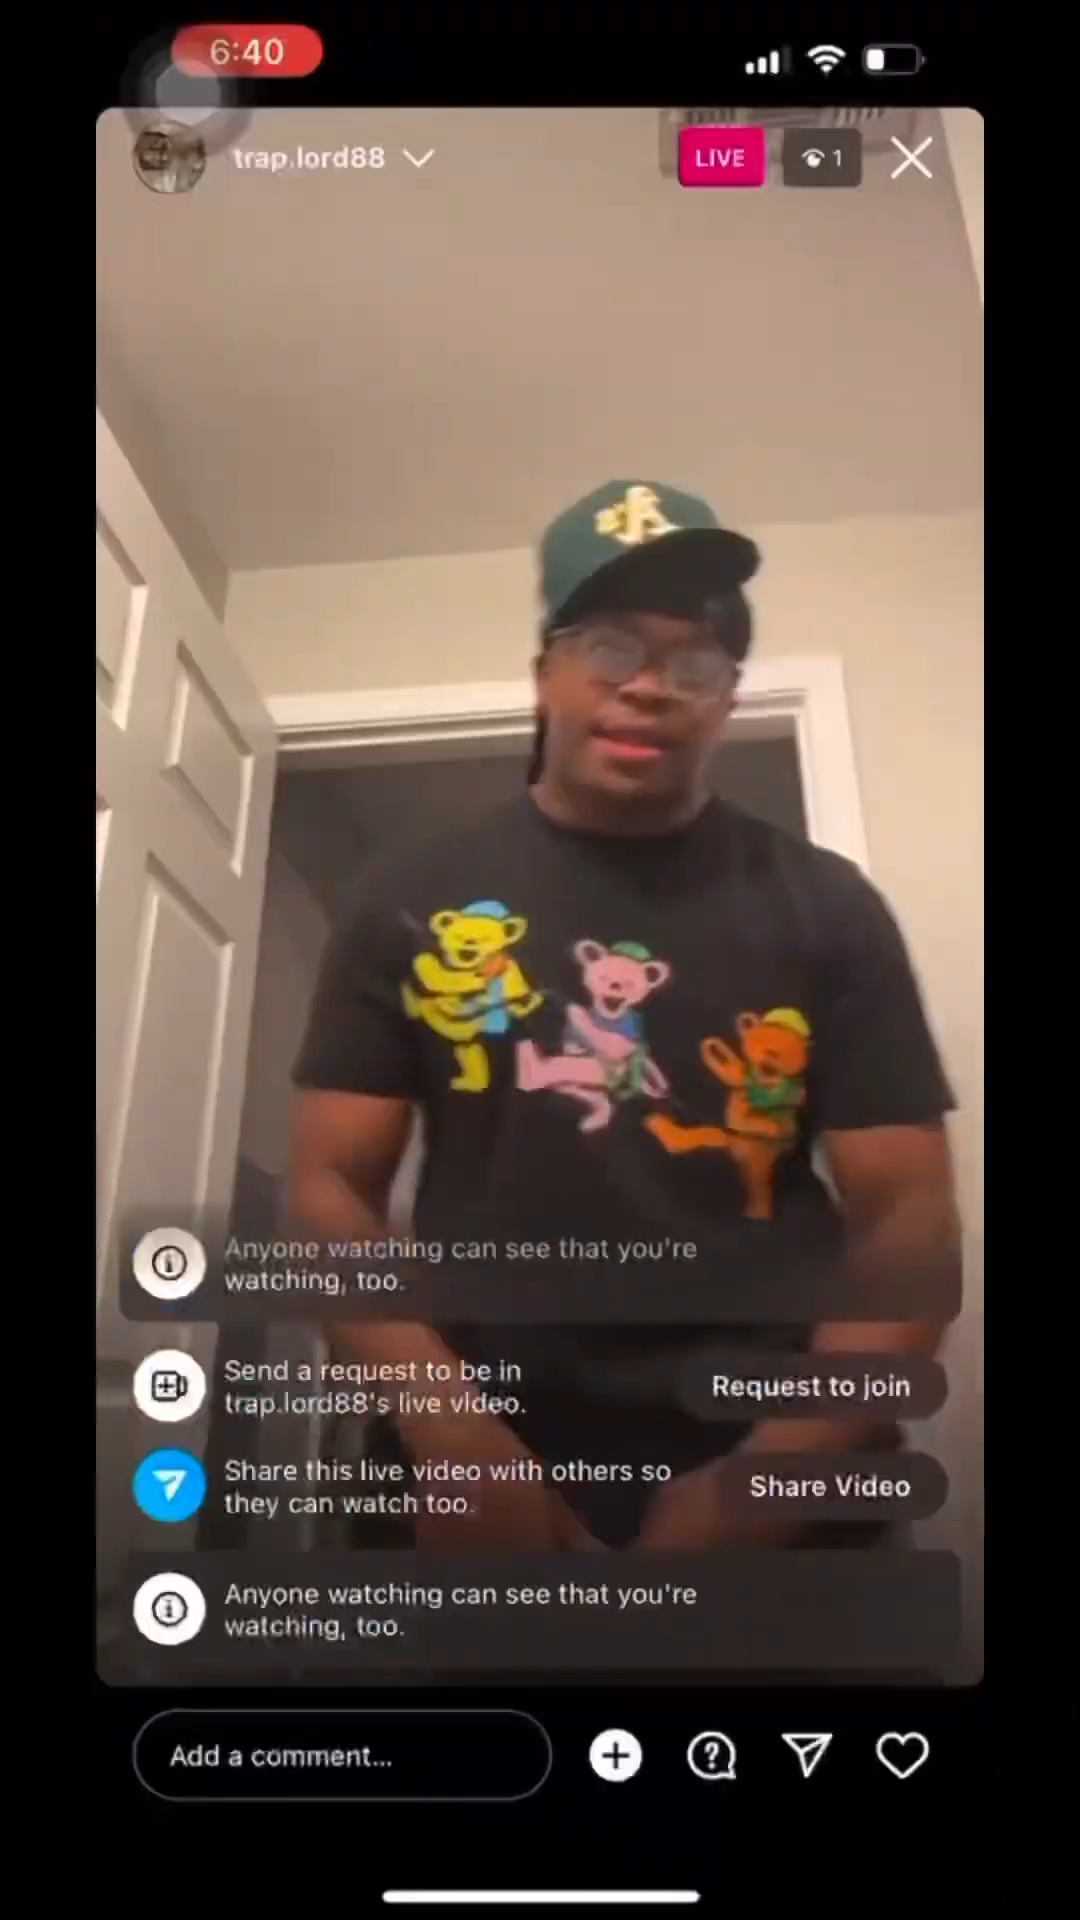 6:40
trap.lord88
LIVE
1
Anyone watching can see that you're
watching, too.
Send a request to be in
trap.lord88's live video.
Request to join
Share this live video with others so
they can watch too.
Share Video
Anyone watching can see that you're
watching, too.
Add a comment...